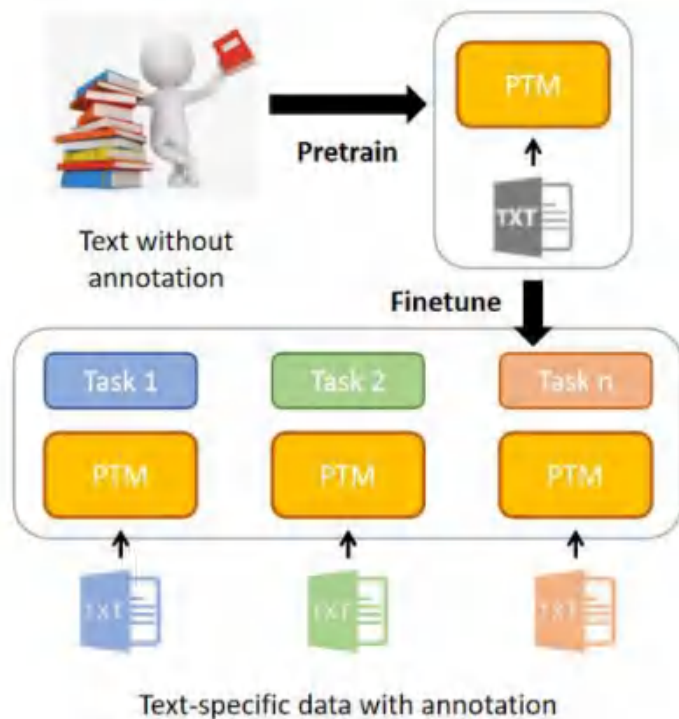 PTM
Pretrain
TXT
Text without
annotation
Finetune
Task 1
Task 2
Task n
PTM
PTM
PTM
TXT
TXT
TXT
Text-specific data with annotation